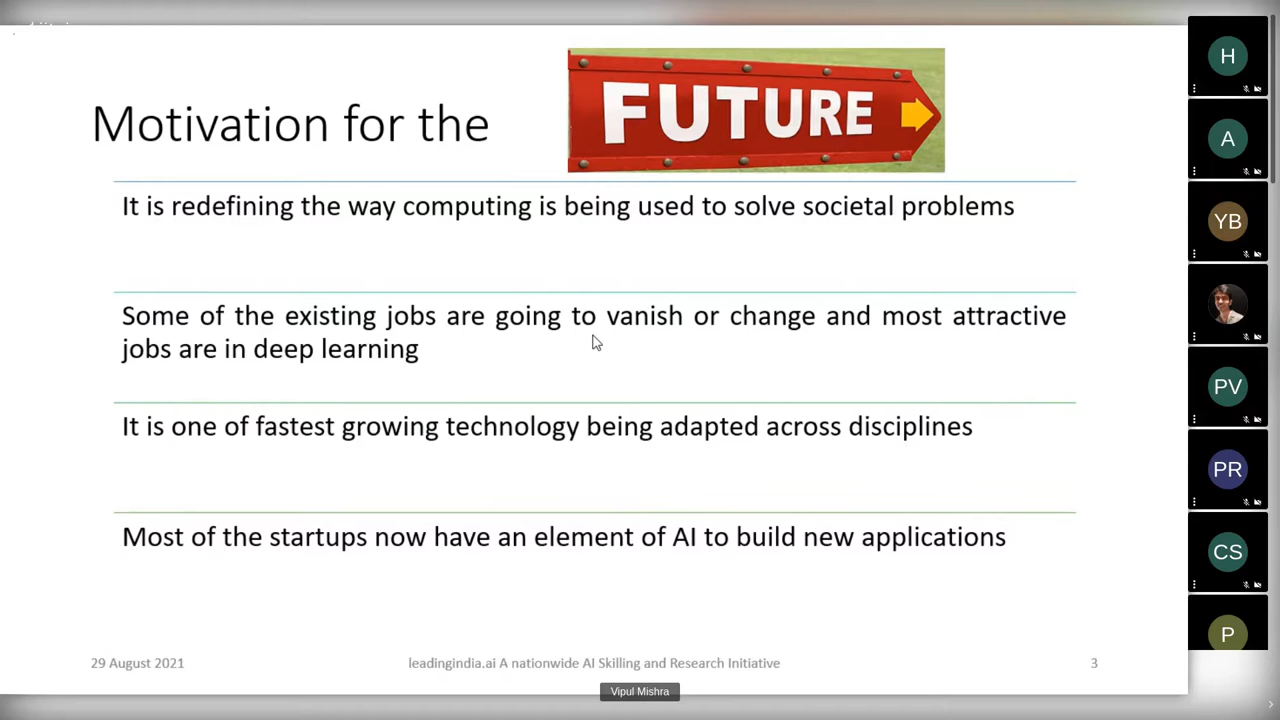 Motivation for the
FUTURE
It is redefining the way computing is being used to solve societal problems
Some of the existing jobs are going to vanish or change and most attractive
jobs are in deep learning
It is one of fastest growing technology being adapted across disciplines
Most of the startups now have an element of AI to build new applications
29 August 2021
leadingindia.ai A nationwide AI Skilling and Research Initiative
3
Vipul Mishra
H
A
YB
PV
PR
CS
P